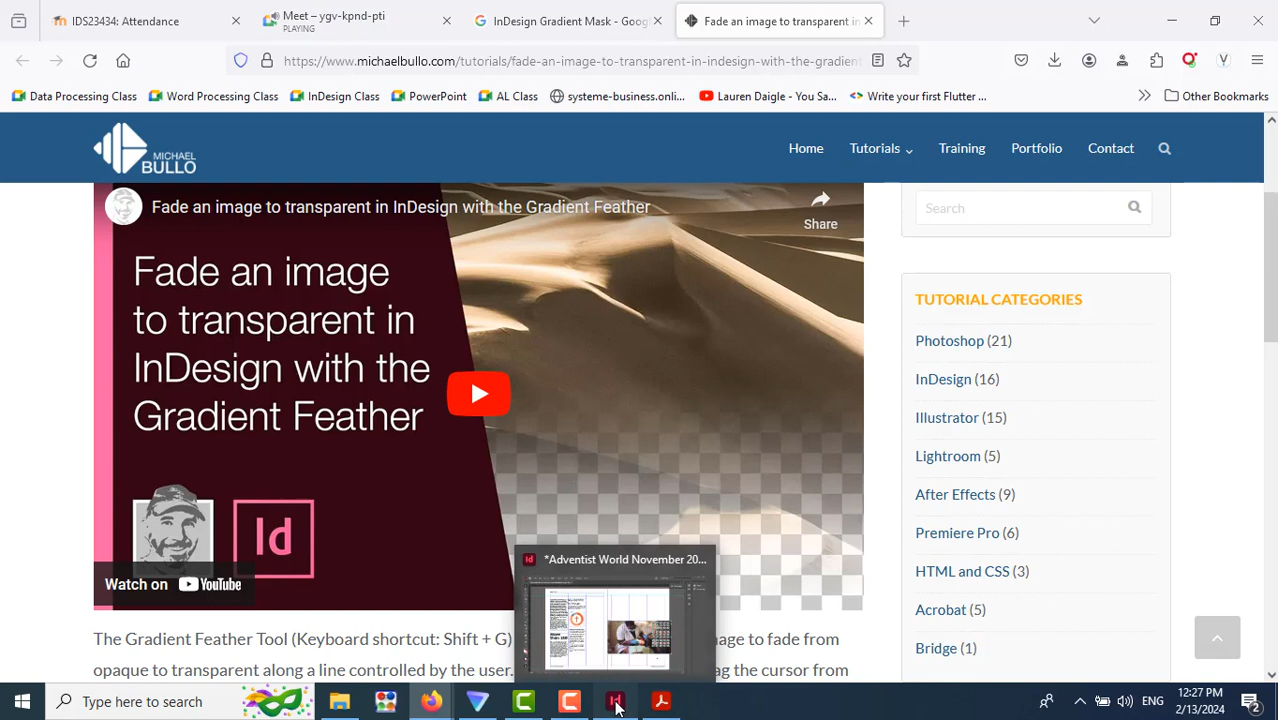 IDS23434: Attendance
Meet – ygv-kpnd-pti
PLAYING
InDesign Gradient Mask - Goog
Fade an image to transparent in
https://www.michaelbullo.com/tutorials/fade-an-image-to-transparent-in-indesign-with-the-gradient
Data Processing Class
Word Processing Class
InDesign Class
PowerPoint
AL Class
systeme-business.onli...
Lauren Daigle - You Sa...
Write your first Flutter ...
Other Bookmarks
MICHAEL
BULLO
Home
Tutorials
Training
Portfolio
Contact
Fade an image to transparent in InDesign with the Gradient Feather
Share
Fade an image
to transparent in
InDesign with the
Gradient Feather
Id
Watch on YouTube
Search
TUTORIAL CATEGORIES
Photoshop (21)
InDesign (16)
Illustrator (15)
Lightroom (5)
After Effects (9)
Premiere Pro (6)
HTML and CSS (3)
Acrobat (5)
Bridge (1)
*Adventist World November 20...
The Gradient Feather Tool (Keyboard shortcut: Shift + G)
mage to fade from
opaque to transparent along a line controlled by the user.
ag the cursor from
Type here to search
ENG
12:27 PM
2/13/2024
2